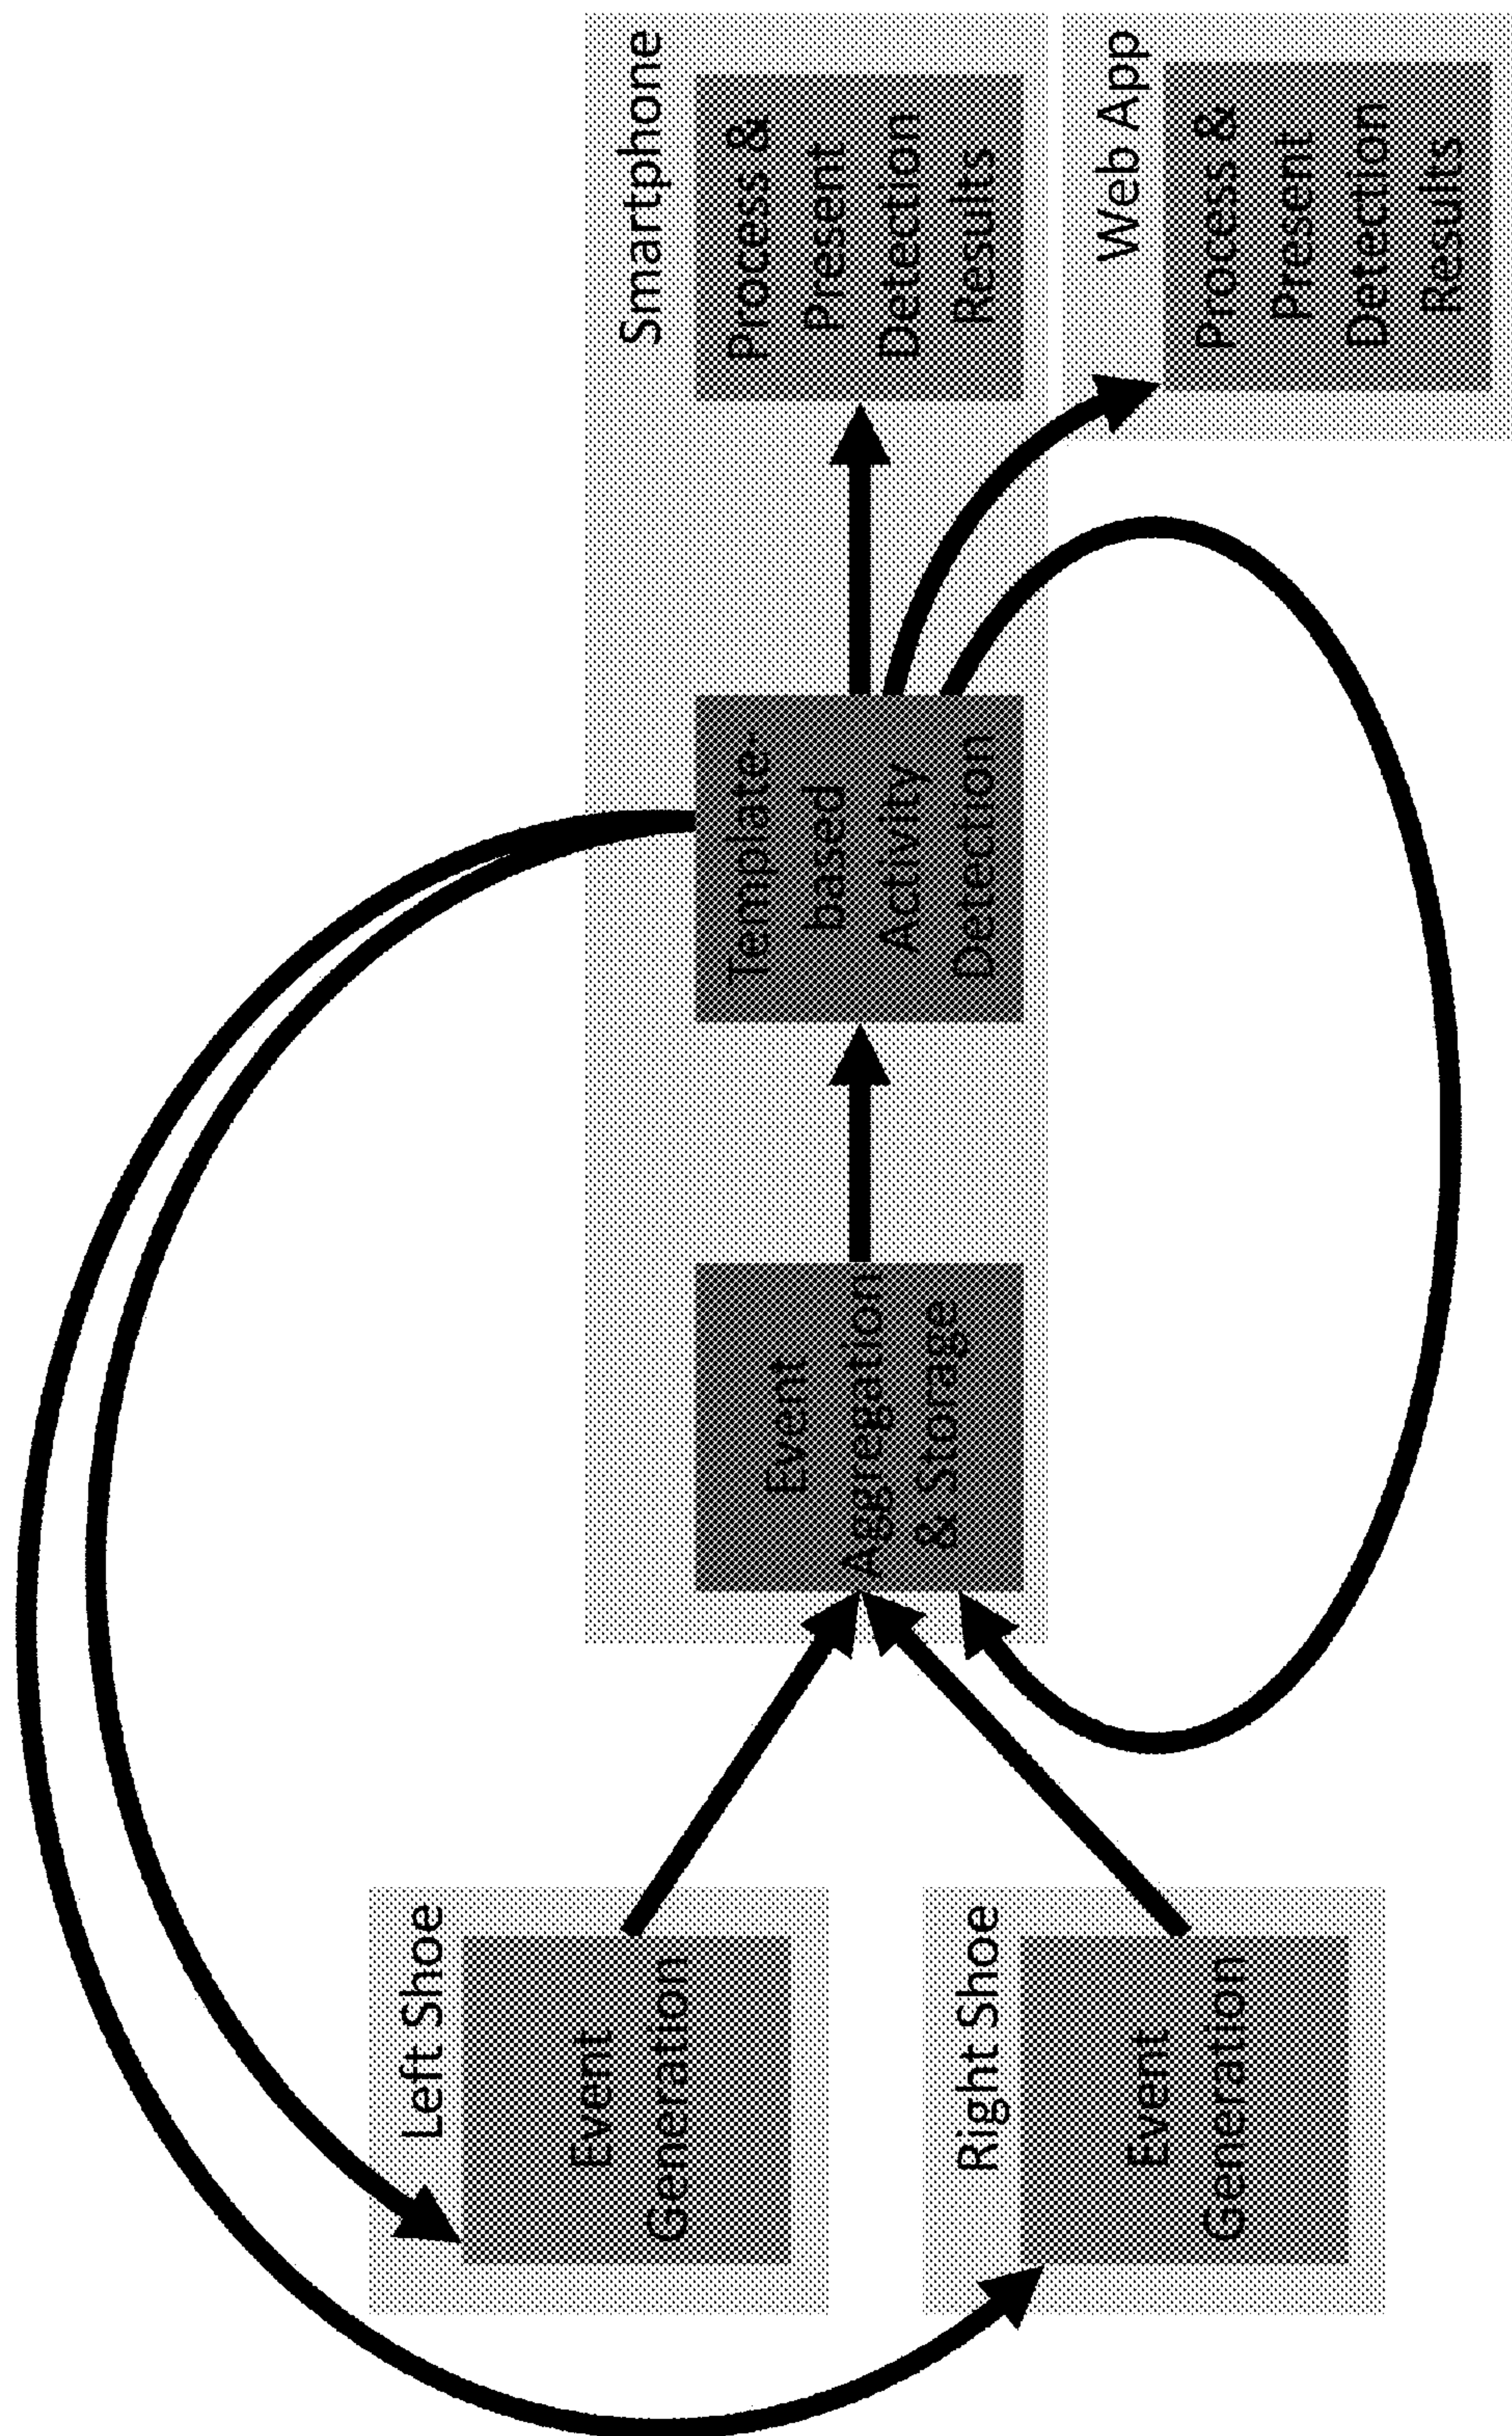 Left Shoe
Event
Generation
Right Shoe
Event
Generation
Event
Aggregation
& Storage
Template-
based
Activity
Detection
Smartphone
Process &
Present
Detection
Results
Web App
Process &
Present
Detection
Results